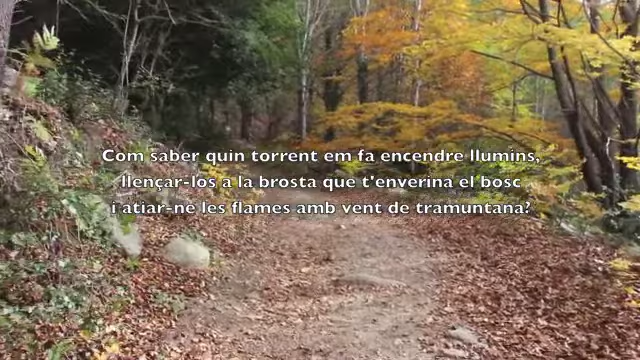 Com saber quin torrent em fa encendre llumins,
llençar-los a la brosta que t'enverina el bosc
i atiar-ne les flames amb vent de tramuntana?